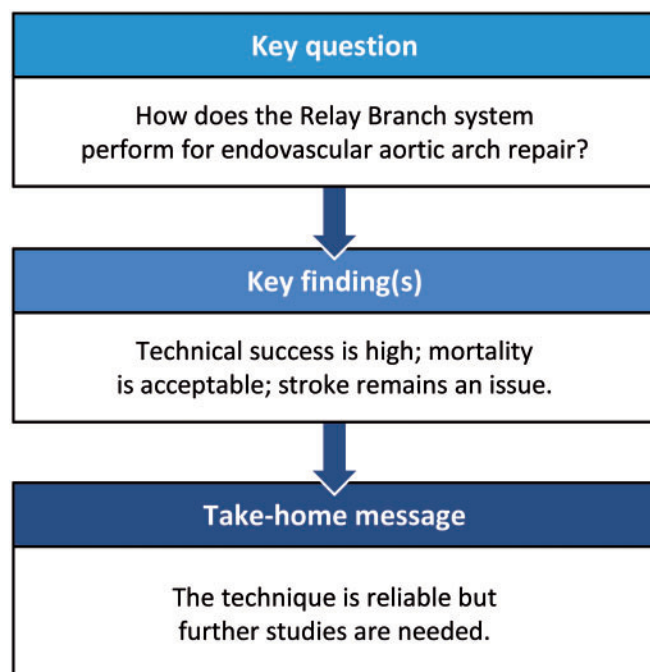 Key question
How does the Relay Branch system
perform for endovascular aortic arch repair?
Key finding(s)
Technical success is high; mortality
is acceptable; stroke remains an issue.
Take-home message
The technique is reliable but
further studies are needed.